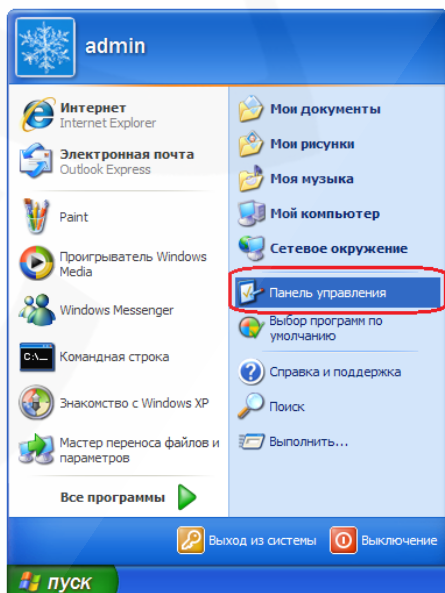 admin
Интернет
Internet Explorer
Электронная почта
Outlook Express
Paint
Проигрыватель Windows
Media
Windows Messenger
C:\_
Командная строка
Знакомство с Windows XP
Мастер переноса файлов и
параметров
Все программы
Мои документы
Мои рисунки
Моя музыка
Мой компьютер
Сетевое окружение
Панель управления
Выбор программ по
умолчанию
Справка и поддержка
Поиск
Выполнить...
Выход из системы
Выключение
пуск